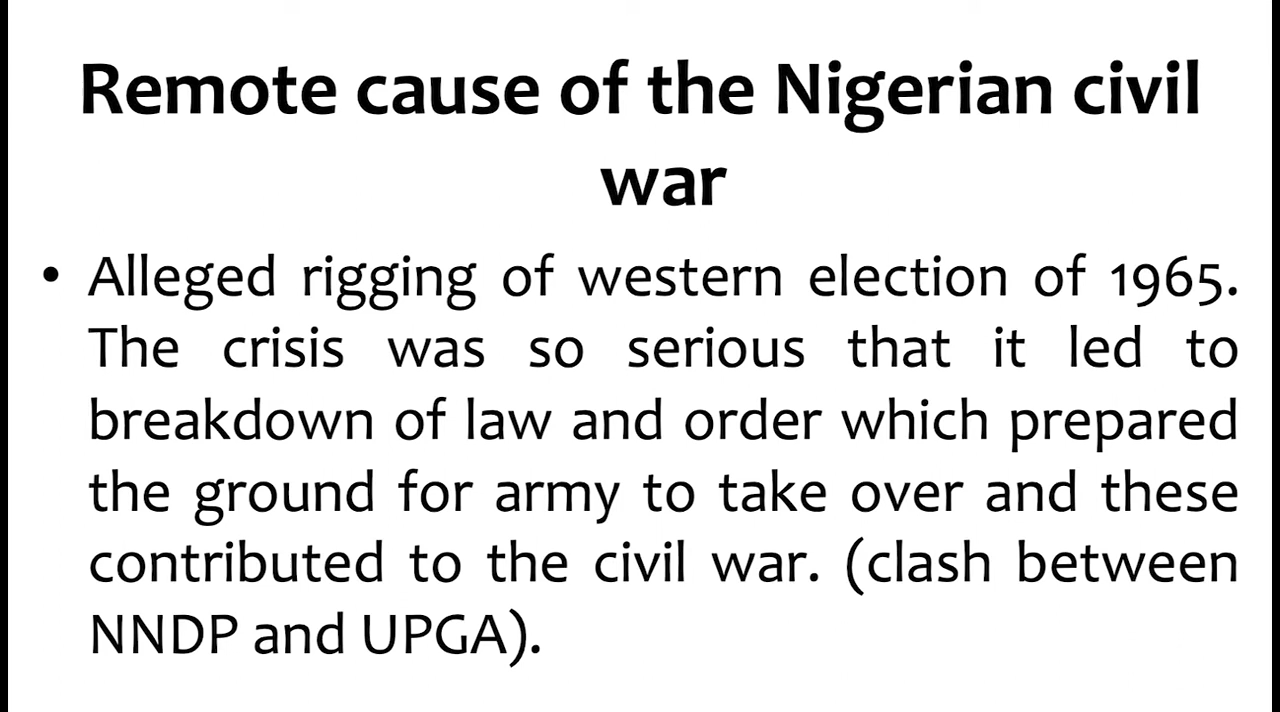 Remote cause of the Nigerian civil
war
• Alleged rigging of western election of 1965.
The crisis was so serious that it led to
breakdown of law and order which prepared
the ground for army to take over and these
contributed to the civil war. (clash between
NNDP and UPGA).